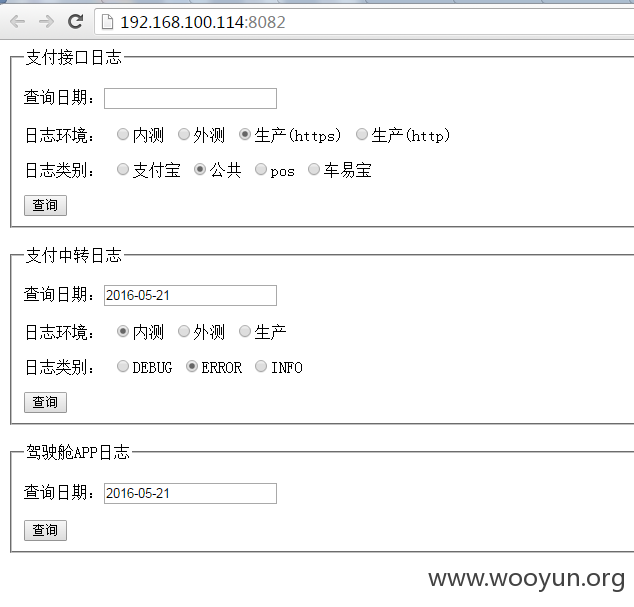 192.168.100.114:8082
支付接口日志
查询日期：
日志环境： 内测 外测 生产(https) 生产(http)
日志类别： 支付宝 公共 pos 车易宝
查询
支付中转日志
查询日期： 2016-05-21
日志环境： 内测 外测 生产
日志类别： DEBUG ERROR INFO
查询
驾驶舱APP日志
查询日期： 2016-05-21
查询
www.wooyun.org